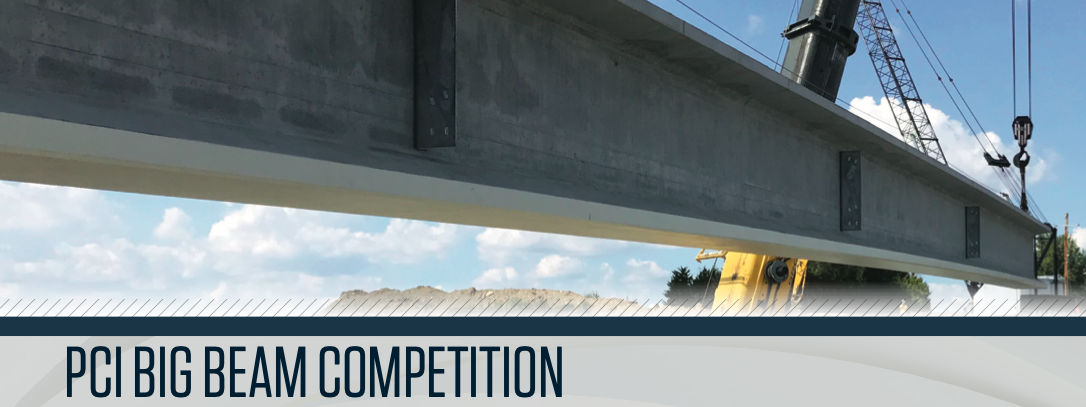 PCI BIG BEAM COMPETITION